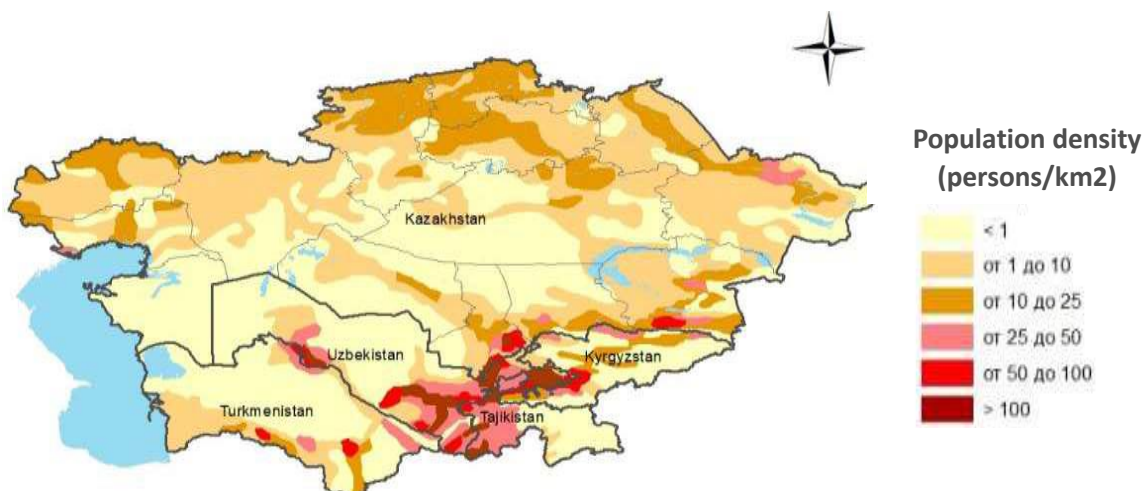 Population density
(persons/km2)
Kazakhstan
Uzbekistan
Kyrgyzstan
Turkmenistan
Tajikistan
< 1
от 1 до 10
от 10 до 25
от 25 до 50
от 50 до 100
> 100